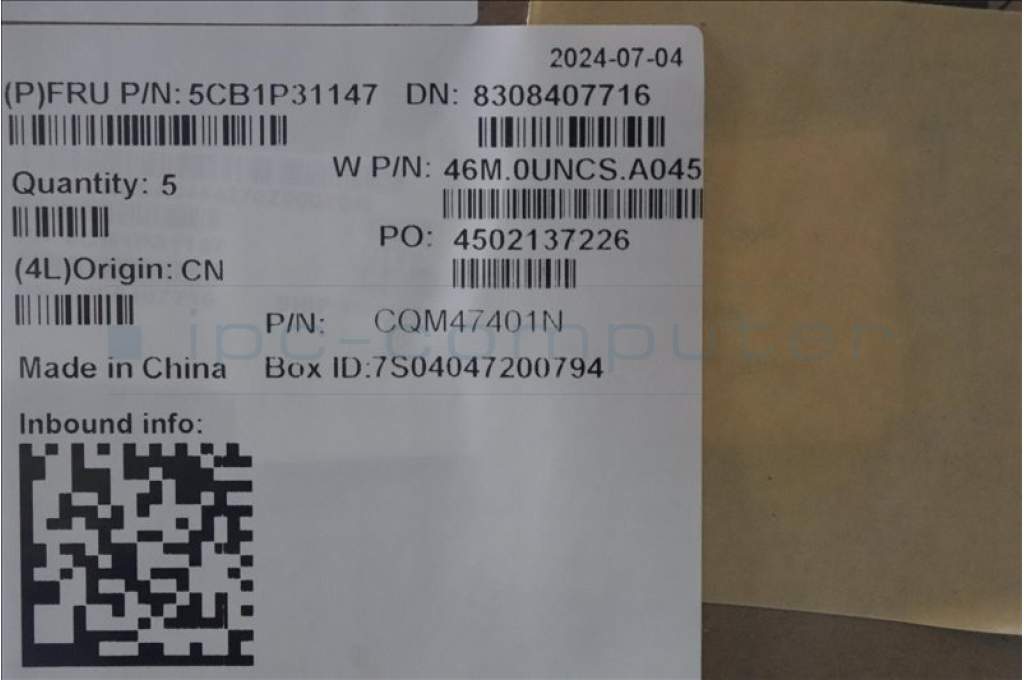 2024-07-04
(P)FRU P/N: 5CB1P31147 DN: 8308407716
W P/N: 46M.0UNCS.A045
Quantity: 5
PO: 4502137226
(4L)Origin: CN
P/N: CQM47401N
ipc-computer
Made in China Box ID:7S04047200794
Inbound info: